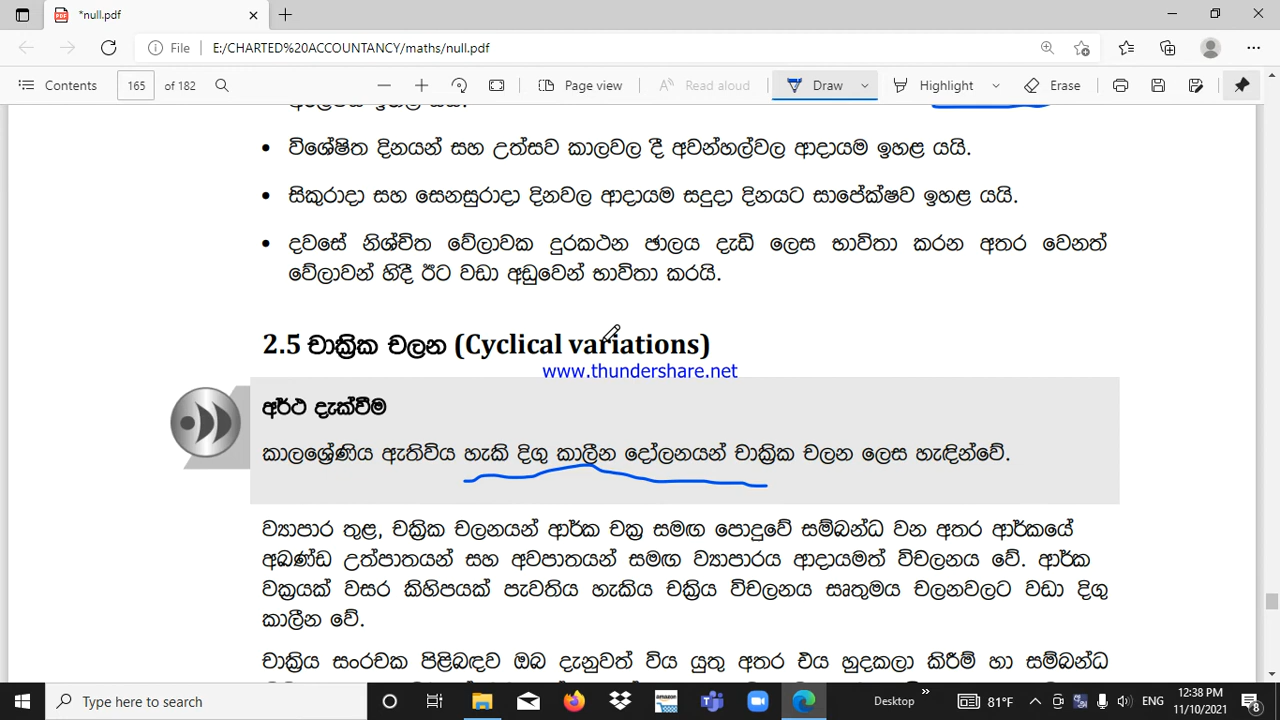 *null.pdf
File
E:/CHARTED%20ACCOUNTANCY/maths/null.pdf
Contents
165
of 182
Page view
Read aloud
Draw
Highlight
Erase
විශේෂිත දිනයන් සහ උත්සව කාලවල දී අවන්හල්වල ආදායම ඉහළ යයි.
සිකුරාදා සහ සෙනසුරාදා දිනවල ආදායම සදුදා දිනයට සාපේක්ෂව ඉහළ යයි.
දවසේ නිශ්චිත වේලාවක දුරකථන ඡාලය දැඩි ලෙස භාවිතා කරන අතර වෙනත්
වේලාවන් හිදී ඊට වඩා අඩුවෙන් භාවිතා කරයි.
2.5 චාක්‍රික චලන (Cyclical variations)
www.thundershare.net
අර්ථ දැක්වීම
කාලශ්‍රේණිය ඇතිවිය හැකි දිගු කාලීන දෝලනයන් චාක්‍රික චලන ලෙස හැඳින්වේ.
ව්‍යාපාර තුළ, චක්‍රික චලනයන් ආර්ක චක්‍ර සමඟ පොදුවේ සම්බන්ධ වන අතර ආර්කයේ
අඛණ්ඩ උත්පාතයන් සහ අවපාතයන් සමඟ ව්‍යාපාරය ආදායමත් විචලනය වේ. ආර්ක
චක්‍රයක් වසර කිහිපයක් පැවතිය හැකිය චක්‍රිය විචලනය සෘතුමය චලනවලට වඩා දිගු
කාලීන වේ.
චාක්‍රිය සංරචක පිළිබඳව ඔබ දැනුවත් විය යුතු අතර එය හුදකලා කිරීම් හා සම්බන්ධ
Type here to search
Desktop
81°F
ENG
12:38 PM
11/10/2021
8